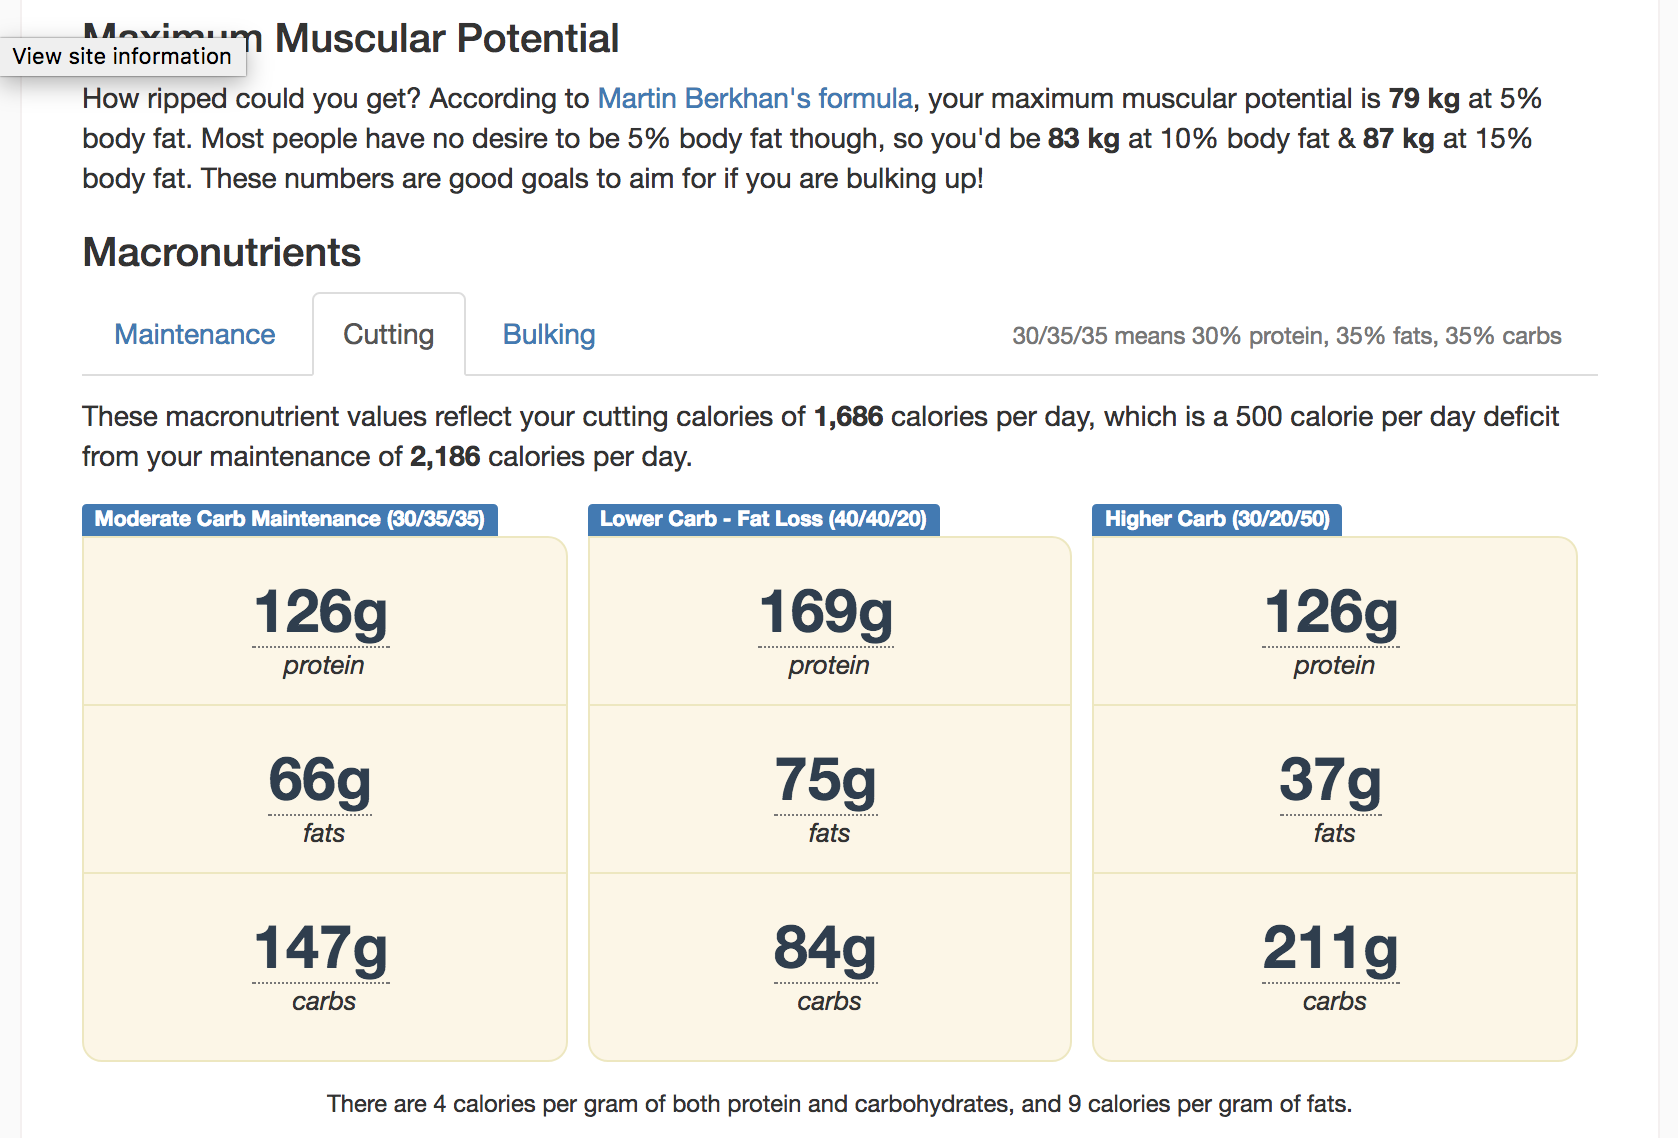 Maximum Muscular Potential
View site information
How ripped could you get? According to Martin Berkhan's formula, your maximum muscular potential is 79 kg at 5%
body fat. Most people have no desire to be 5% body fat though, so you'd be 83 kg at 10% body fat & 87 kg at 15%
body fat. These numbers are good goals to aim for if you are bulking up!
Macronutrients
Maintenance Cutting Bulking 30/35/35 means 30% protein, 35% fats, 35% carbs
These macronutrient values reflect your cutting calories of 1,686 calories per day, which is a 500 calorie per day deficit
from your maintenance of 2,186 calories per day.
Moderate Carb Maintenance (30/35/35)
126g
protein
66g
fats
147g
carbs
Lower Carb - Fat Loss (40/40/20)
169g
protein
75g
fats
84g
carbs
Higher Carb (30/20/50)
126g
protein
37g
fats
211g
carbs
There are 4 calories per gram of both protein and carbohydrates, and 9 calories per gram of fats.